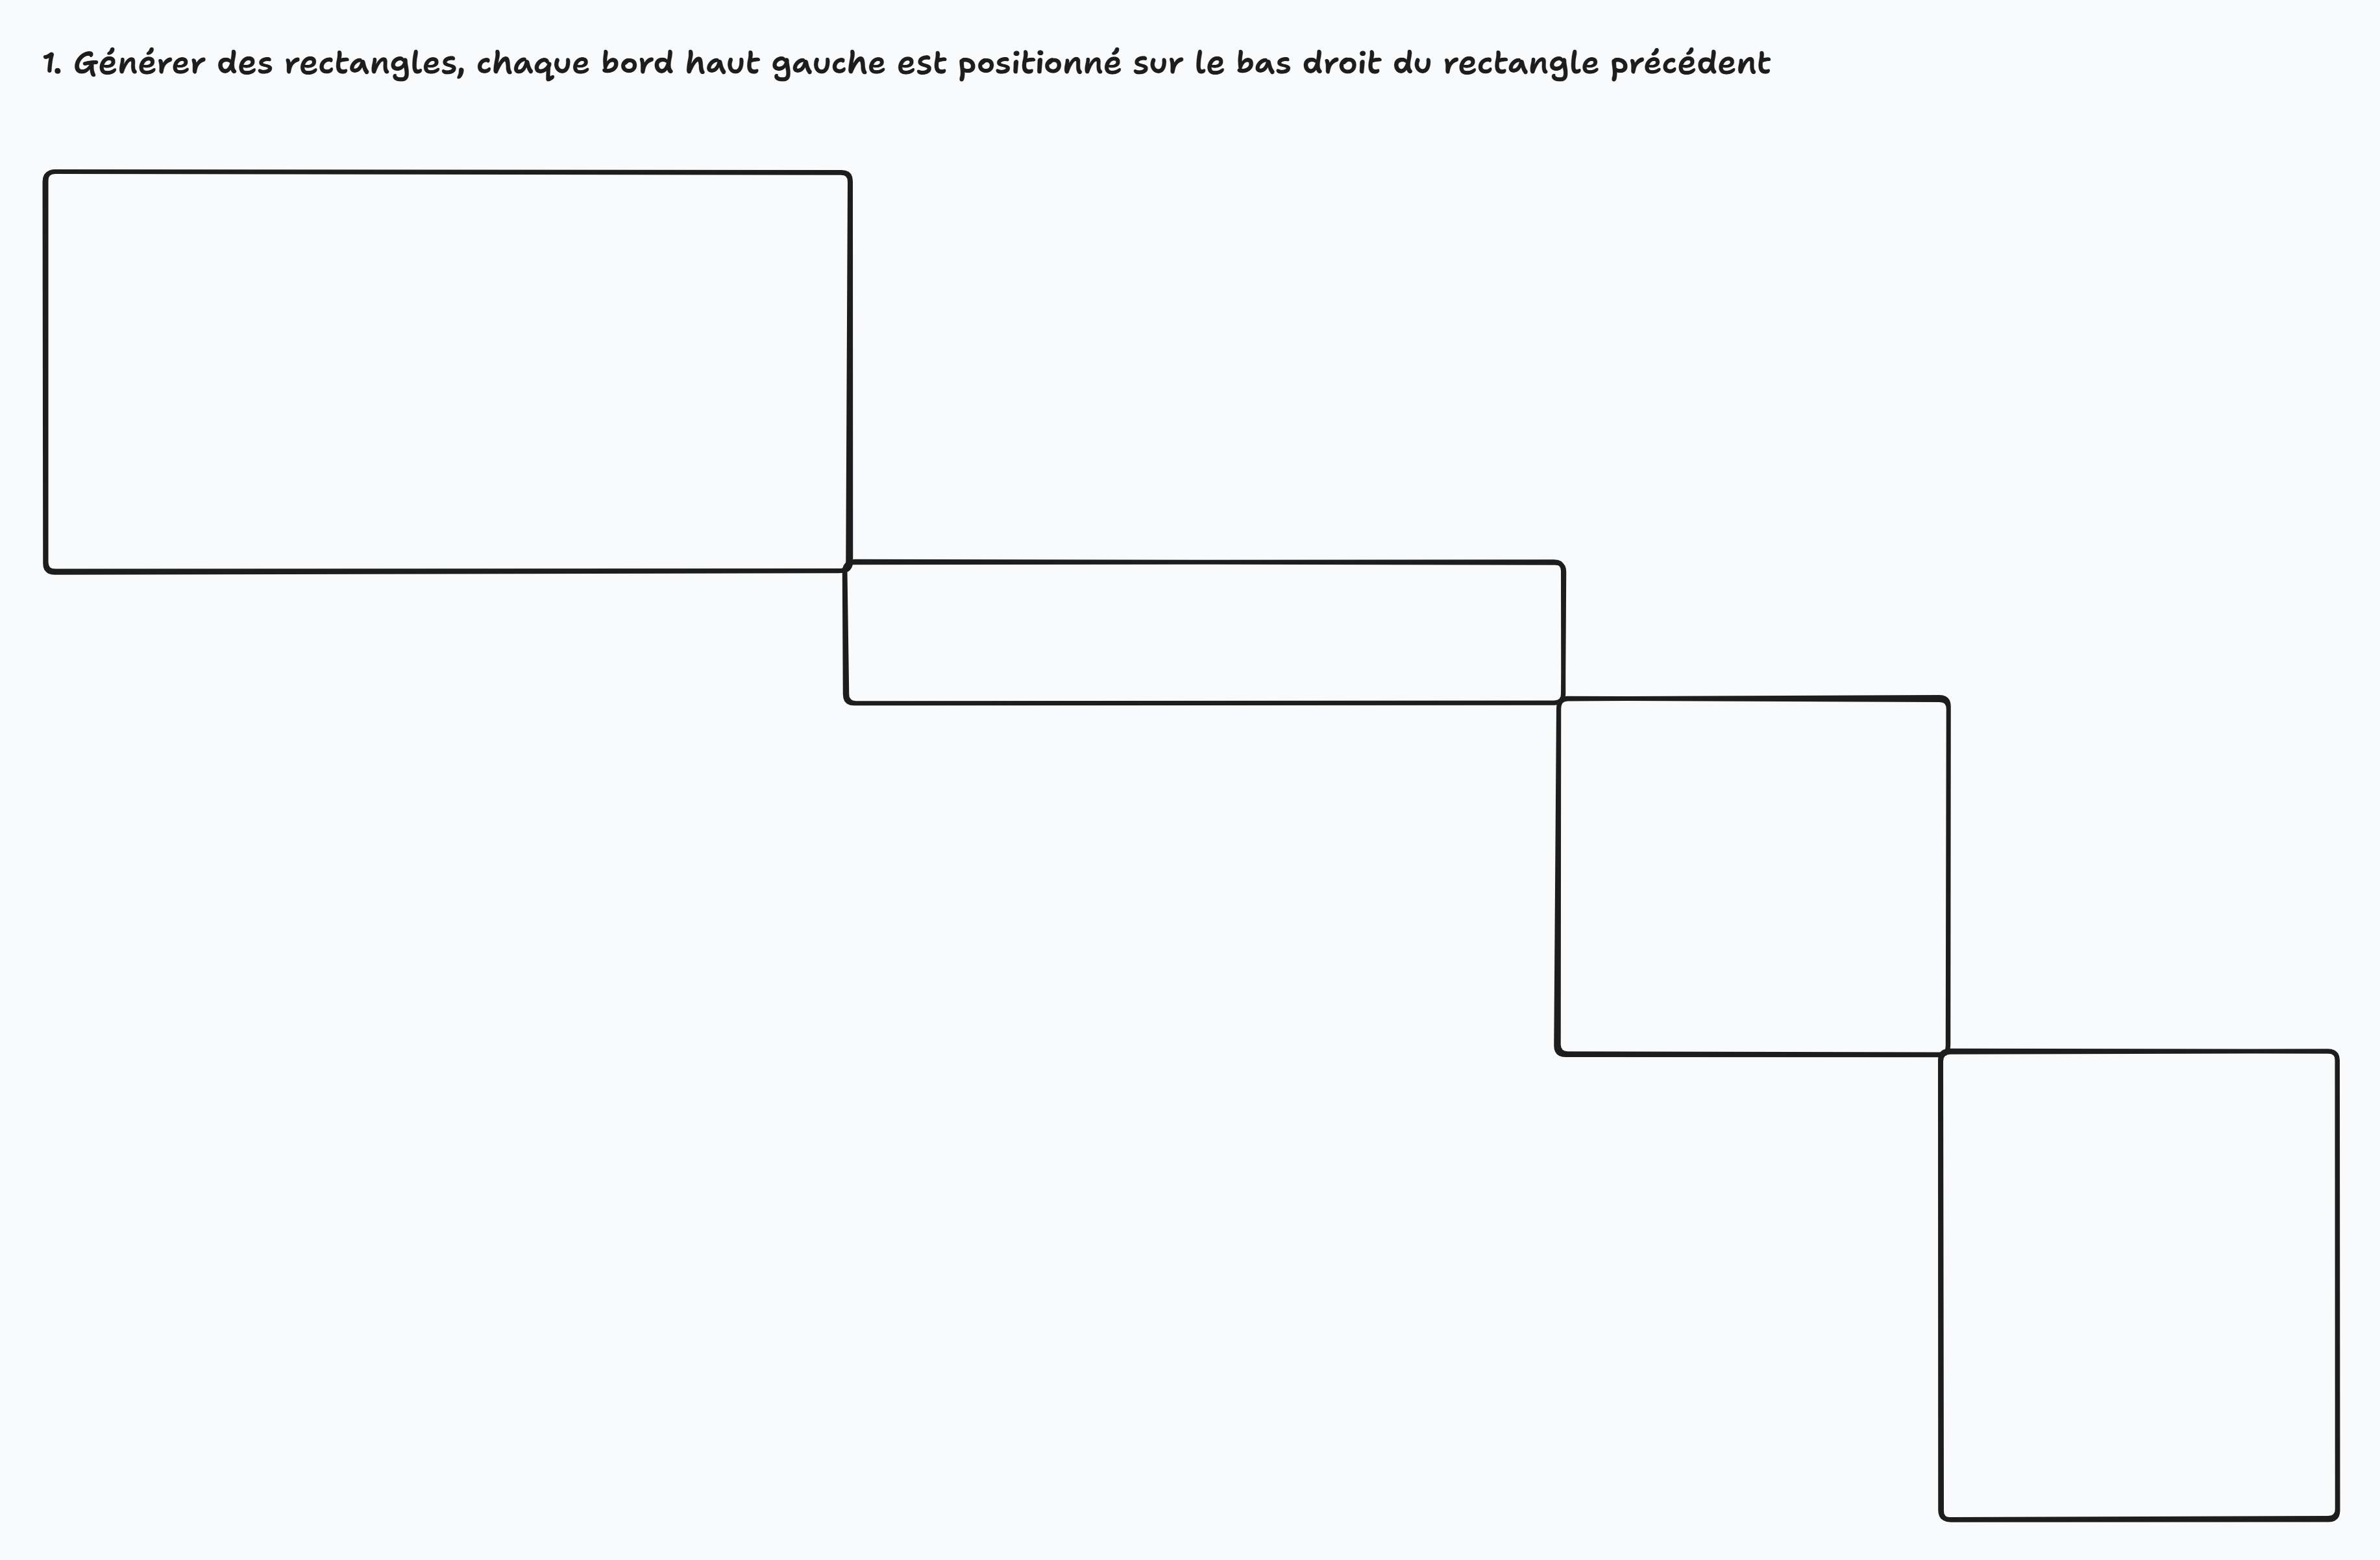 1. Générer des rectangles, chaque bord haut gauche est positionné sur le bas droit du rectangle précédent